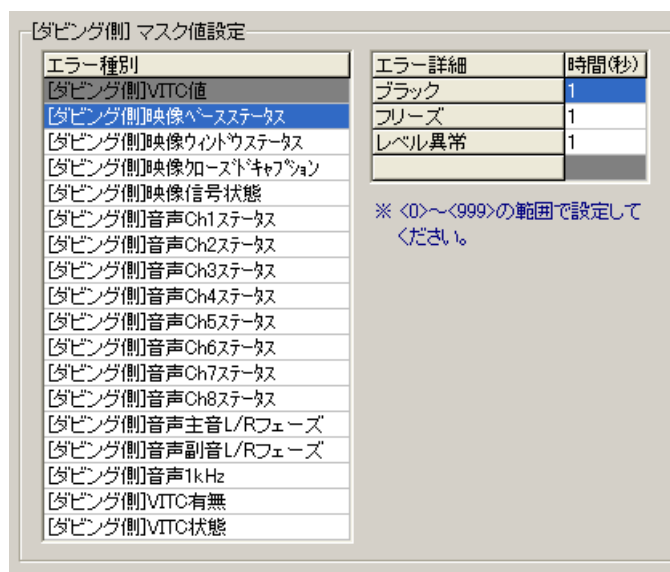 [ダビング側] マスク値設定
エラー種別
[ダビング側]VITC値
[ダビング側]映像ﾍﾞｰｽステｰﾀｽ
[ダビング側]映像ｳｨﾝﾄﾞｳステｰﾀｽ
[ダビング側]映像ｸﾛｰｽﾞﾄﾞｷｬﾌﾟｼｮﾝ
[ダビング側]映像信号状態
[ダビング側]音声Ch1ステｰﾀｽ
[ダビング側]音声Ch2ステｰﾀｽ
[ダビング側]音声Ch3ステｰﾀｽ
[ダビング側]音声Ch4ステｰﾀｽ
[ダビング側]音声Ch5ステｰﾀｽ
[ダビング側]音声Ch6ステｰﾀｽ
[ダビング側]音声Ch7ステｰﾀｽ
[ダビング側]音声Ch8ステｰﾀｽ
[ダビング側]音声主音L/Rフェーズ
[ダビング側]音声副音L/Rフェーズ
[ダビング側]音声1kHz
[ダビング側]VITC有無
[ダビング側]VITC状態
エラー詳細 時間(秒)
ブラック 1
フリーズ 1
レベル異常 1
※ <0>～<999>の範囲で設定して
ください。